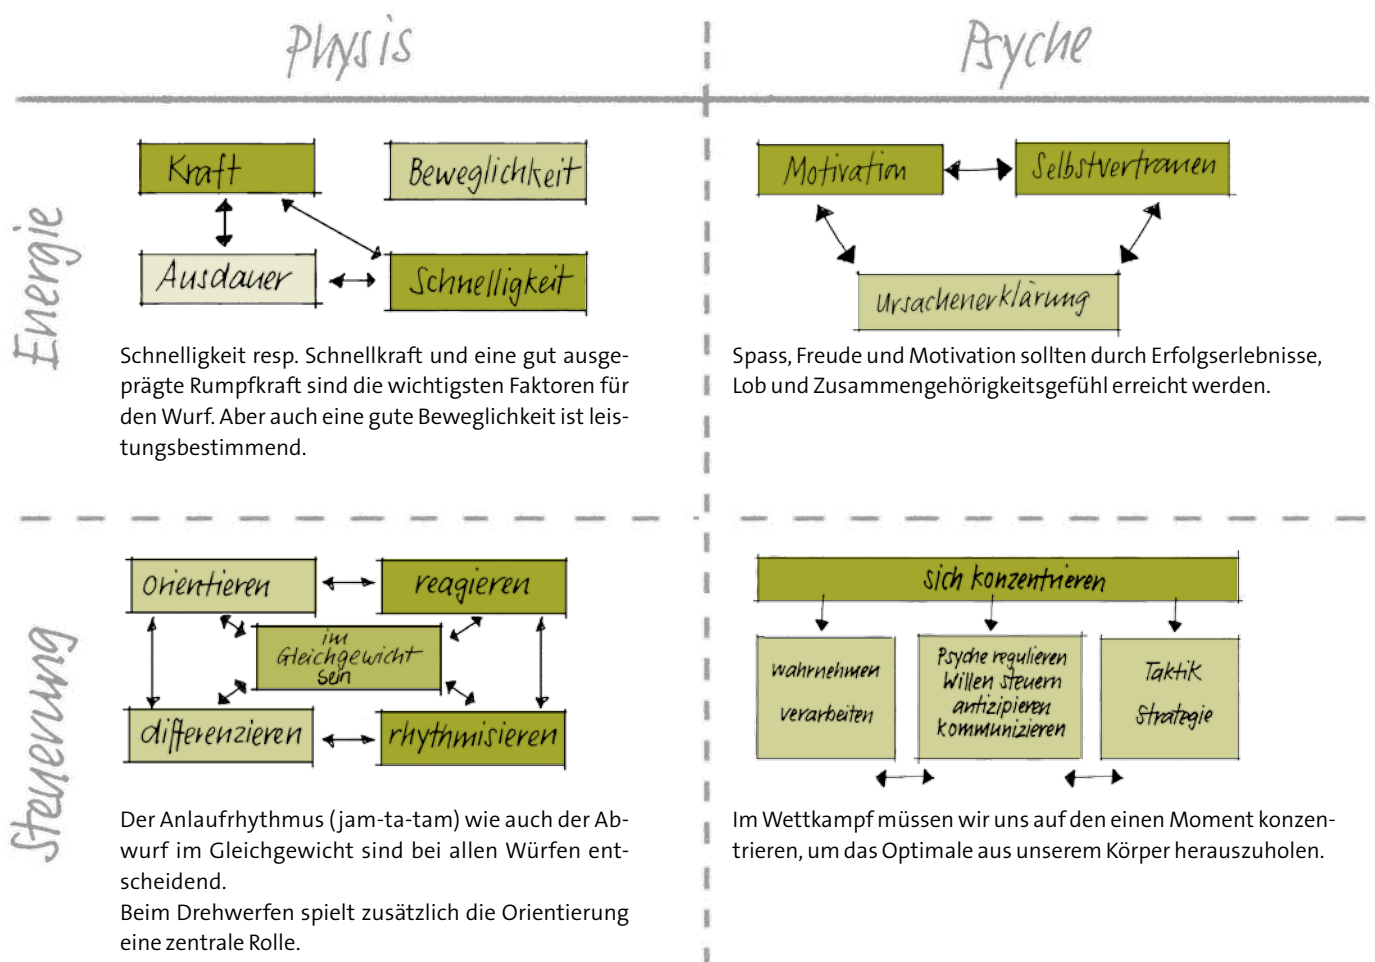 Physis
Psyche
Energie
Kraft
Beweglichkeit
Ausdauer
Schnelligkeit
Schnelligkeit resp. Schnellkraft und eine gut ausge-
prägte Rumpfkraft sind die wichtigsten Faktoren für
den Wurf. Aber auch eine gute Beweglichkeit ist leis-
tungsbestimmend.
Motivation
Selbstvertrauen
Ursachenerklärung
Spass, Freude und Motivation sollten durch Erfolgserlebnisse,
Lob und Zusammengehörigkeitsgefühl erreicht werden.
Steuerung
orientieren
reagieren
im
Gleichgewicht
sein
differenzieren
rhythmisieren
Der Anlaufrhythmus (jam-ta-tam) wie auch der Ab-
wurf im Gleichgewicht sind bei allen Würfen ent-
scheidend.
Beim Drehwerfen spielt zusätzlich die Orientierung
eine zentrale Rolle.
sich konzentrieren
wahrnehmen
verarbeiten
Psyche regulieren
Willen steuern
antizipieren
kommunizieren
Taktik
Strategie
Im Wettkampf müssen wir uns auf den einen Moment konzen-
trieren, um das Optimale aus unserem Körper herauszuholen.